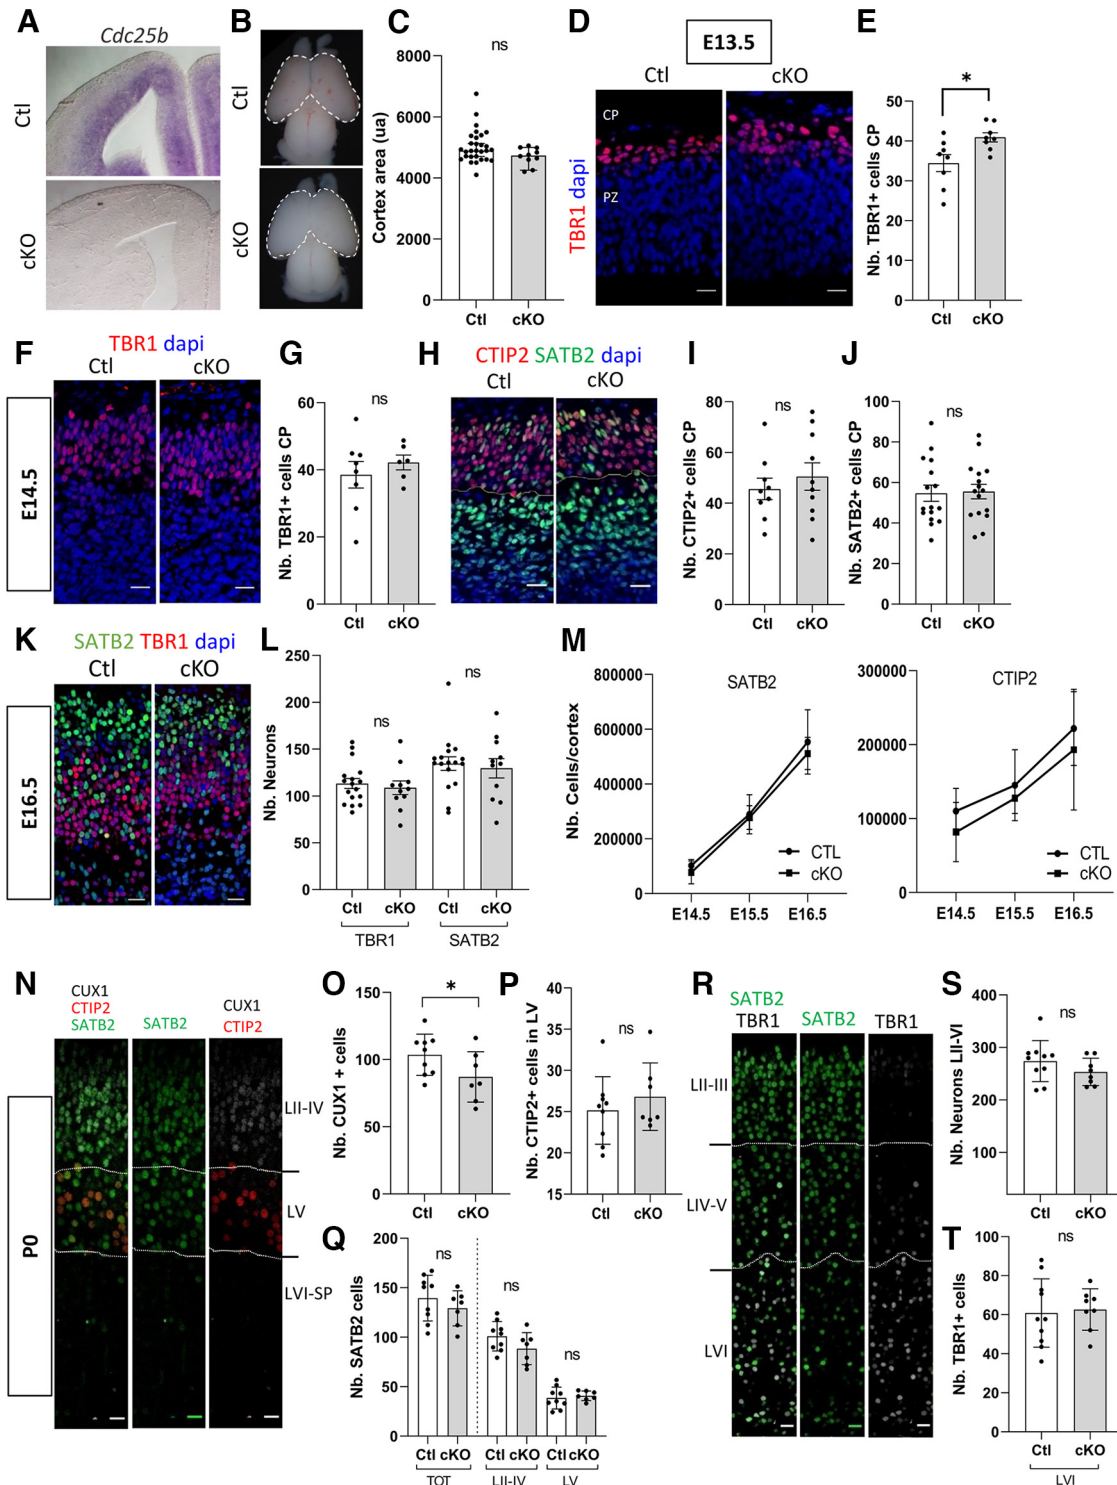 A
Cdc25b
Ctl
cKO
B
Ctl
cKO
C
Cortex area (ua)
8000
6000
4000
2000
0
ns
Ctl cKO
D
E13.5
Ctl cKO
TBR1 dapi
CP
PZ
E
Nb. TBR1+ cells CP
50
40
30
20
10
0
*
Ctl cKO
E14.5
F
TBR1 dapi
Ctl cKO
G
Nb. TBR1+ cells CP
60
40
20
0
ns
Ctl cKO
H
CTIP2 SATB2 dapi
Ctl cKO
I
Nb. CTIP2+ cells CP
80
60
40
20
0
ns
Ctl cKO
J
Nb. SATB2+ cells CP
100
80
60
40
20
0
ns
Ctl cKO
E16.5
K
SATB2 TBR1 dapi
Ctl cKO
L
Nb. Neurons
250
200
150
100
50
0
ns
ns
Ctl cKO Ctl cKO
TBR1 SATB2
M
Nb. Cells/cortex
SATB2
800000
600000
400000
200000
0
CTL
cKO
E14.5 E15.5 E16.5
CTIP2
300000
200000
100000
0
CTL
cKO
E14.5 E15.5 E16.5
P0
N
CUX1
CTIP2
SATB2
SATB2
CUX1
CTIP2
LII-IV
LV
LVI-SP
O
Nb. CUX1 + cells
150
100
50
0
*
Ctl cKO
P
Nb. CTIP2+ cells in LV
40
35
30
25
20
15
ns
Ctl cKO
Q
Nb. SATB2 cells
200
150
100
50
0
ns
ns
ns
Ctl cKO Ctl cKO Ctl cKO
TOT LII-IV LV
R
SATB2
TBR1
SATB2
TBR1
LII-III
LIV-V
LVI
S
Nb. Neurons LII-VI
400
300
200
100
ns
Ctl cKO
T
Nb. TBR1+ cells
100
80
60
40
20
0
ns
Ctl cKO
LVI